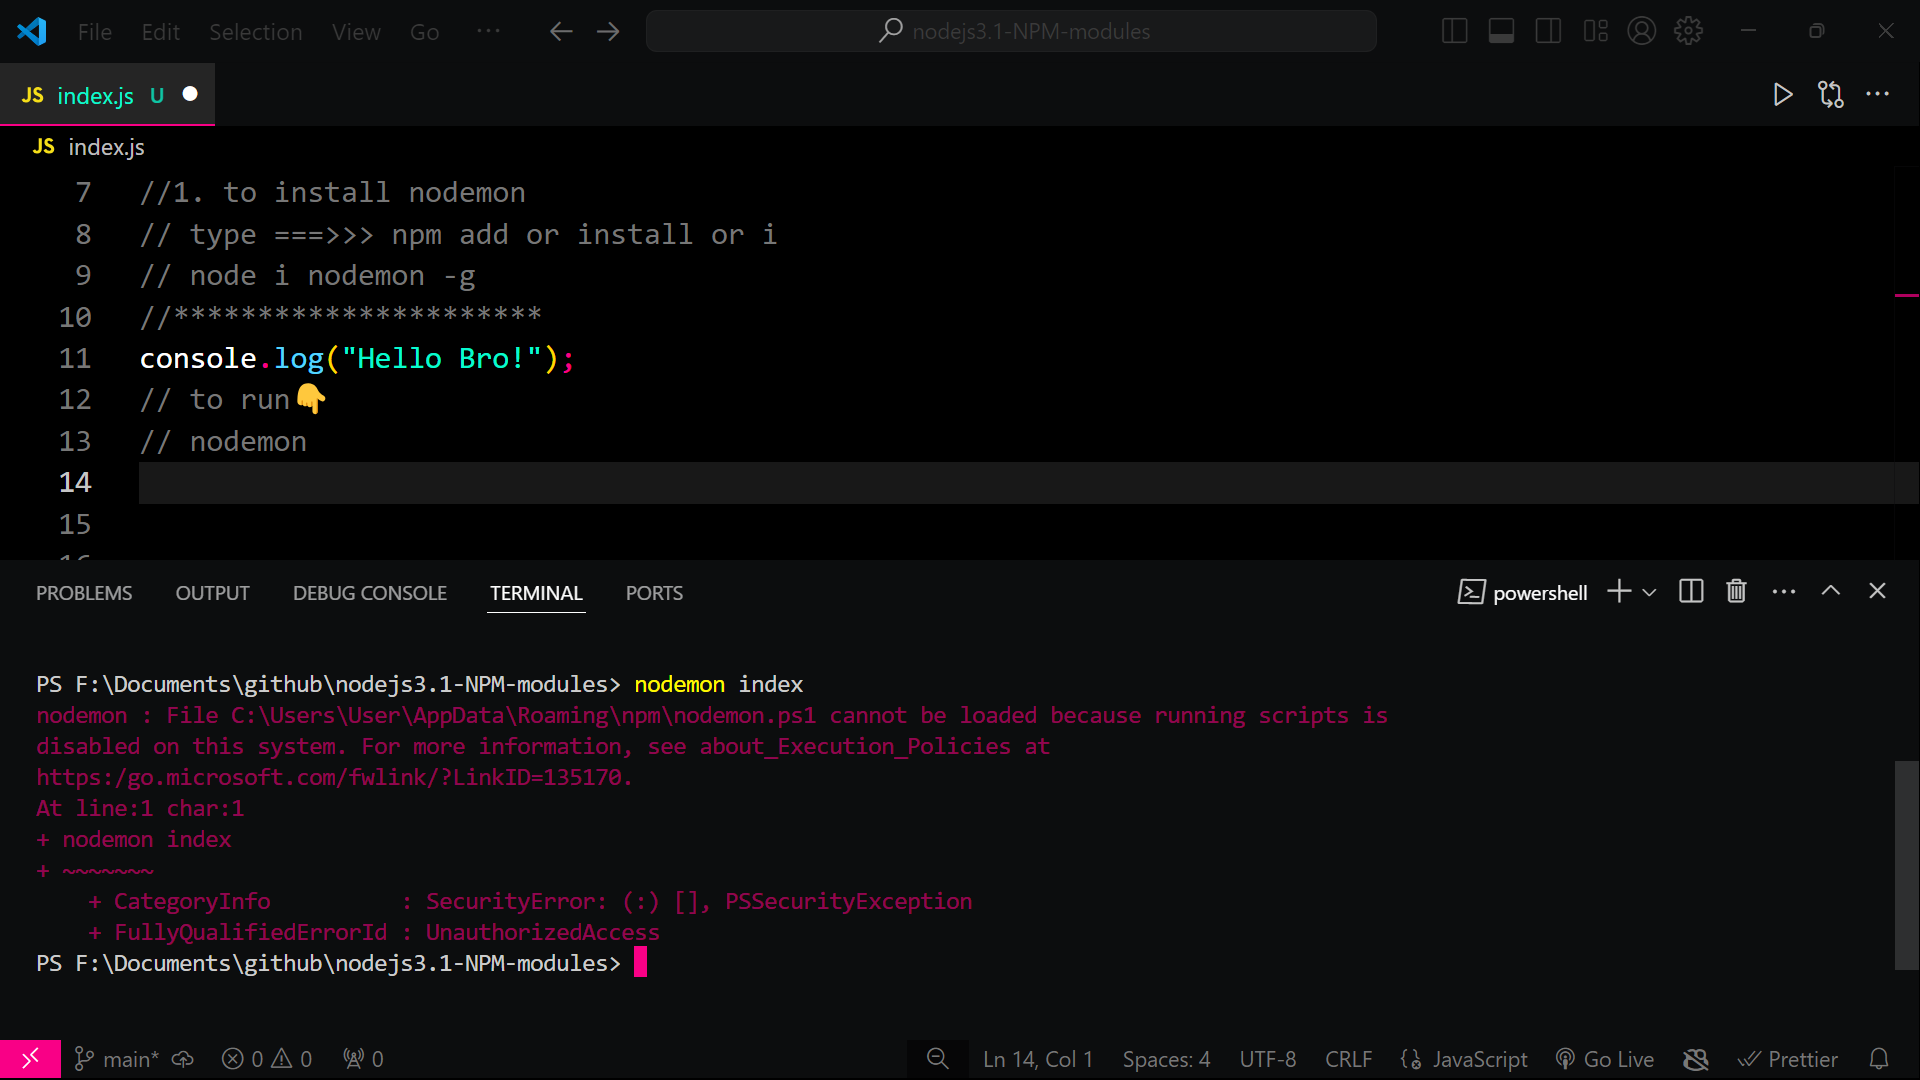 File Edit Selection View Go ··· nodejs3.1-NPM-modules
JS index.js U
JS index.js
7 //1. to install nodemon
8 // type ===>>> npm add or install or i
9 // node i nodemon -g
10 //**********************
11 console.log("Hello Bro!");
12 // to run👇
13 // nodemon
14
15
16
PROBLEMS OUTPUT DEBUG CONSOLE TERMINAL PORTS powershell
PS F:\Documents\github\nodejs3.1-NPM-modules> nodemon index
nodemon : File C:\Users\User\AppData\Roaming\npm\nodemon.ps1 cannot be loaded because running scripts is
disabled on this system. For more information, see about_Execution_Policies at
https:/go.microsoft.com/fwlink/?LinkID=135170.
At line:1 char:1
+ nodemon index
+ ~~~~~~~
+ CategoryInfo : SecurityError: (:) [], PSSecurityException
+ FullyQualifiedErrorId : UnauthorizedAccess
PS F:\Documents\github\nodejs3.1-NPM-modules>
main* 0 0 0 Ln 14, Col 1 Spaces: 4 UTF-8 CRLF {} JavaScript Go Live Prettier